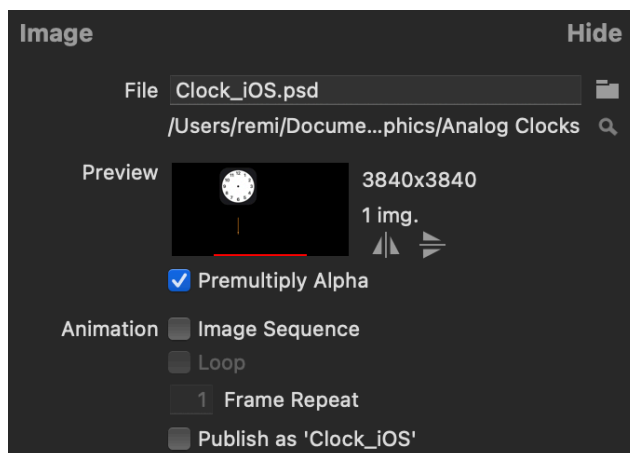 Image Hide
File Clock_iOS.psd
/Users/remi/Docume...phics/Analog Clocks
Preview 3840x3840
1 img.
Premultiply Alpha
Animation Image Sequence
Loop
1 Frame Repeat
Publish as 'Clock_iOS'